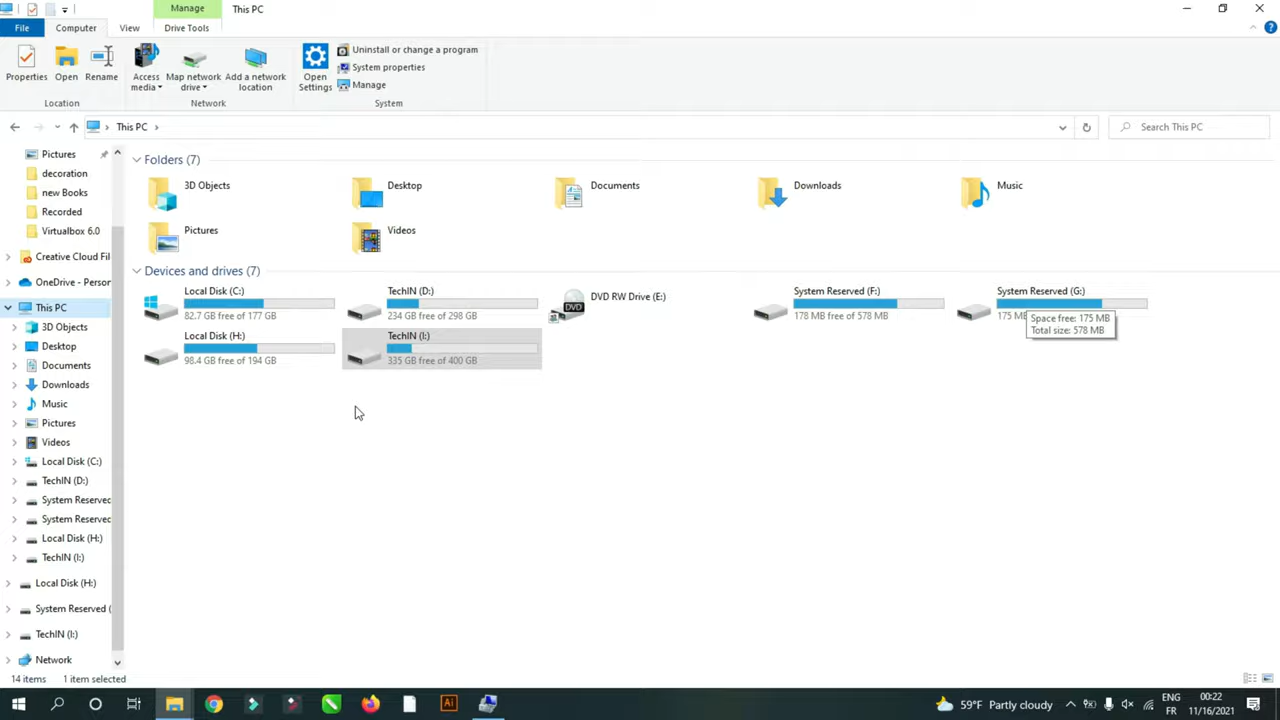 Manage
This PC
File
Computer
View
Drive Tools
Properties
Open
Rename
Access media
Map network drive
Add a network location
Open Settings
Uninstall or change a program
System properties
Manage
Location
Network
System
This PC
Search This PC
Pictures
decoration
new Books
Recorded
Virtualbox 6.0
Creative Cloud Fil
OneDrive - Person
This PC
3D Objects
Desktop
Documents
Downloads
Music
Pictures
Videos
Local Disk (C:)
TechIN (D:)
System Reserved
System Reserved
Local Disk (H:)
TechIN (I:)
Local Disk (H:)
System Reserved (
TechIN (I:)
Network
Folders (7)
3D Objects
Desktop
Documents
Downloads
Music
Pictures
Videos
Devices and drives (7)
Local Disk (C:)
82.7 GB free of 177 GB
TechIN (D:)
234 GB free of 298 GB
DVD
DVD RW Drive (E:)
System Reserved (F:)
178 MB free of 578 MB
System Reserved (G:)
175 MB
Space free: 175 MB
Total size: 578 MB
Local Disk (H:)
98.4 GB free of 194 GB
TechIN (I:)
335 GB free of 400 GB
14 items
1 item selected
Ai
59°F Partly cloudy
ENG
FR
00:22
11/16/2021